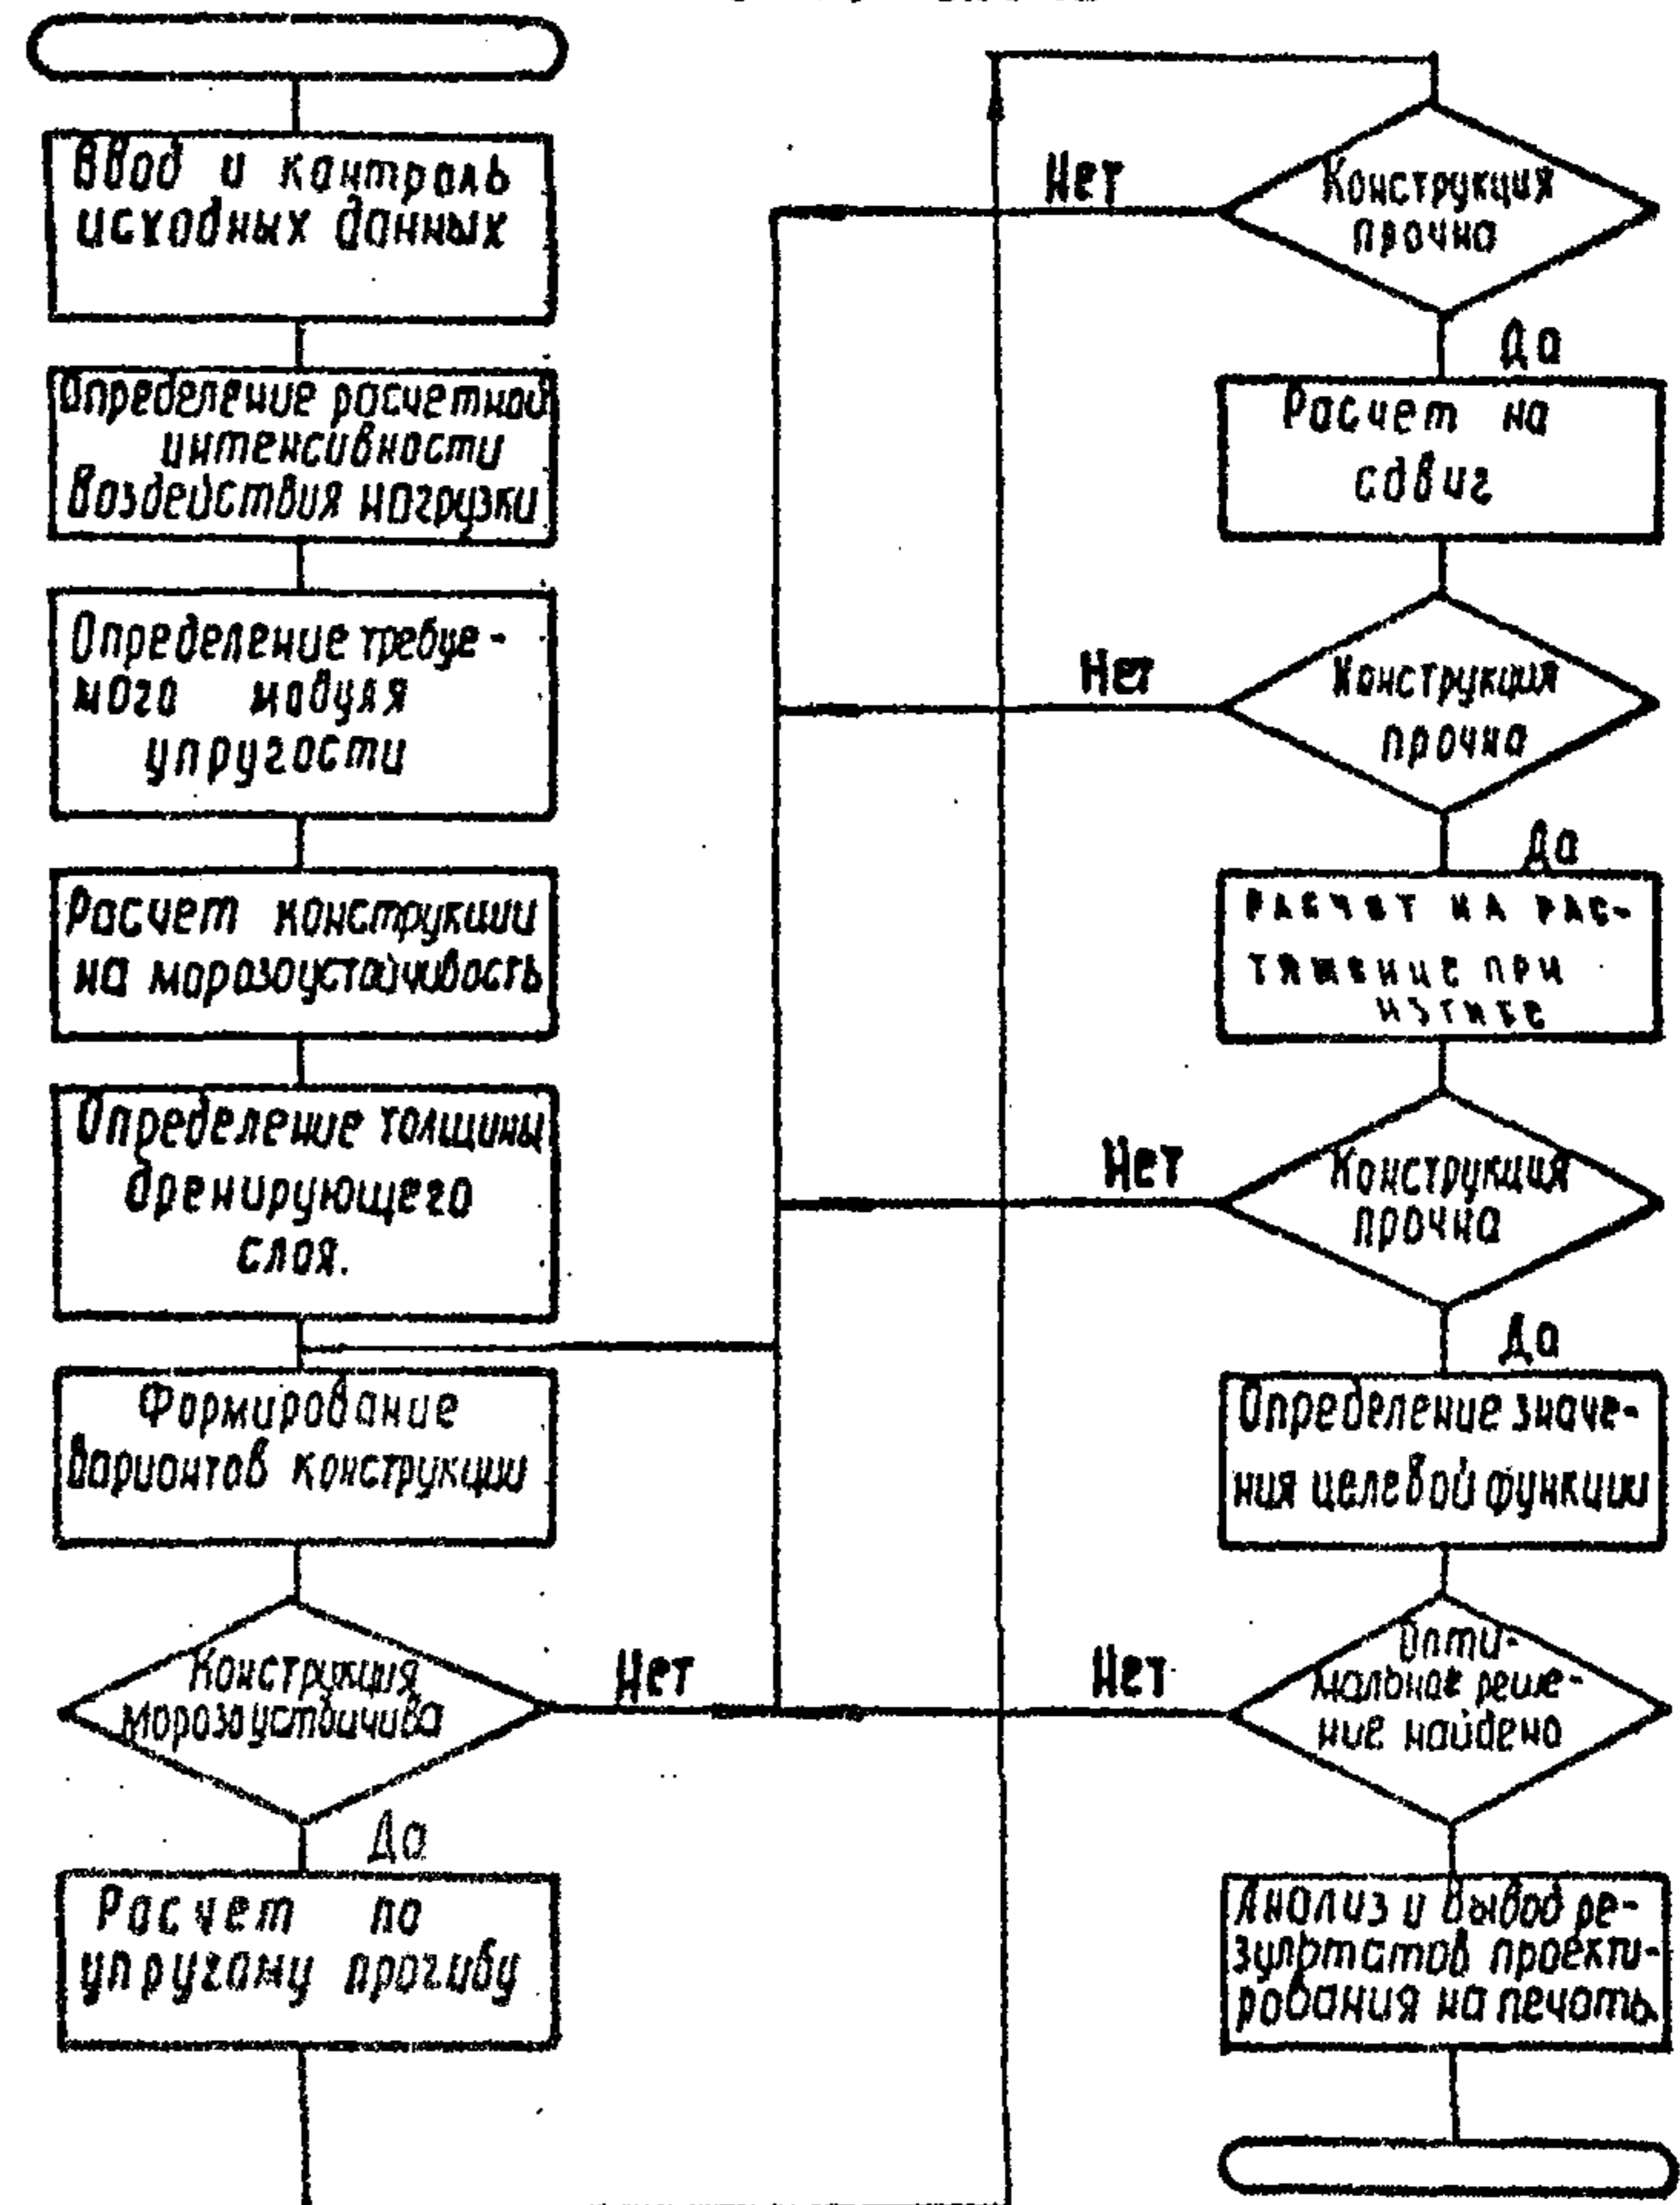 Ввод и контроль
исходных данных
Определение расчетной
интенсивности
воздействия нагрузки
Определение требуе-
мого модуля
упругости
Расчет конструкции
на морозоустойчивость
Определение толщины
дренирующего
слоя.
Формирование
вариантов конструкции
Конструкция
морозоустойчива
Нет
Да
Расчет по
упругому прогибу
Конструкция
прочна
Нет
Да
Расчет на
сдвиг
Конструкция
прочна
Нет
Да
РАСЧЕТ НА РАС-
ТЯЖЕНИЕ ПРИ
ИЗГИБЕ
Конструкция
прочна
Нет
Да
Определение значе-
ния целевой функции
Опти-
мальное реше-
ние найдено
Нет
Анализ и вывод ре-
зультатов проекти-
рования на печать